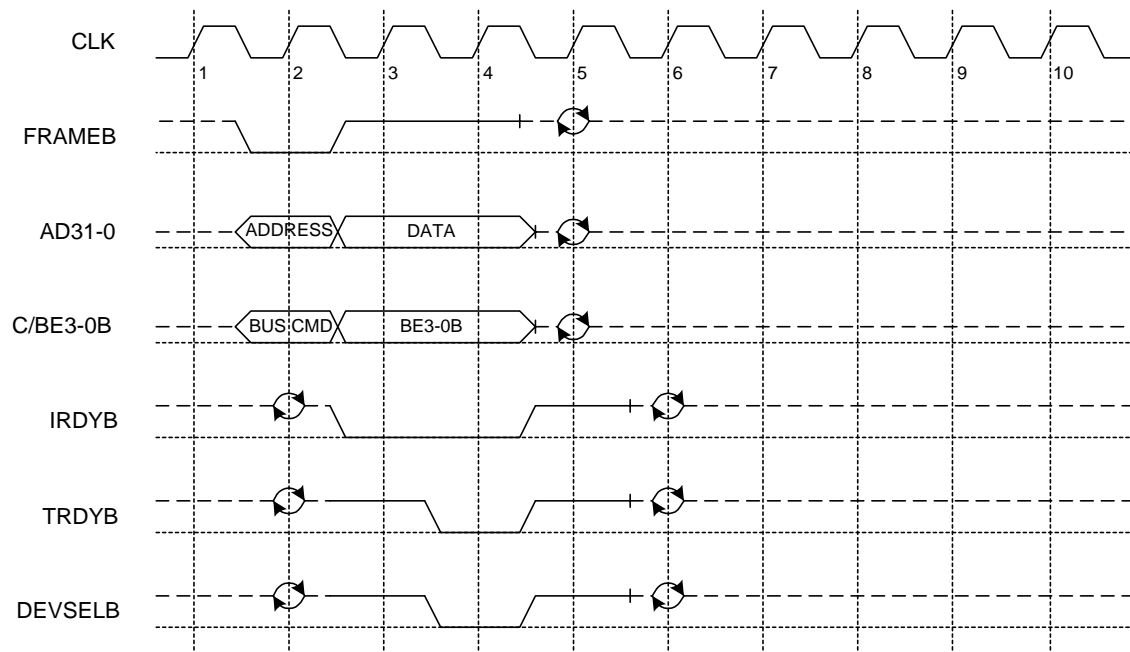 CLK
1 2 3 4 5 6 7 8 9 10
FRAMEB
AD31-0 ADDRESS DATA
C/BE3-0B BUS CMD BE3-0B
IRDYB
TRDYB
DEVSELB